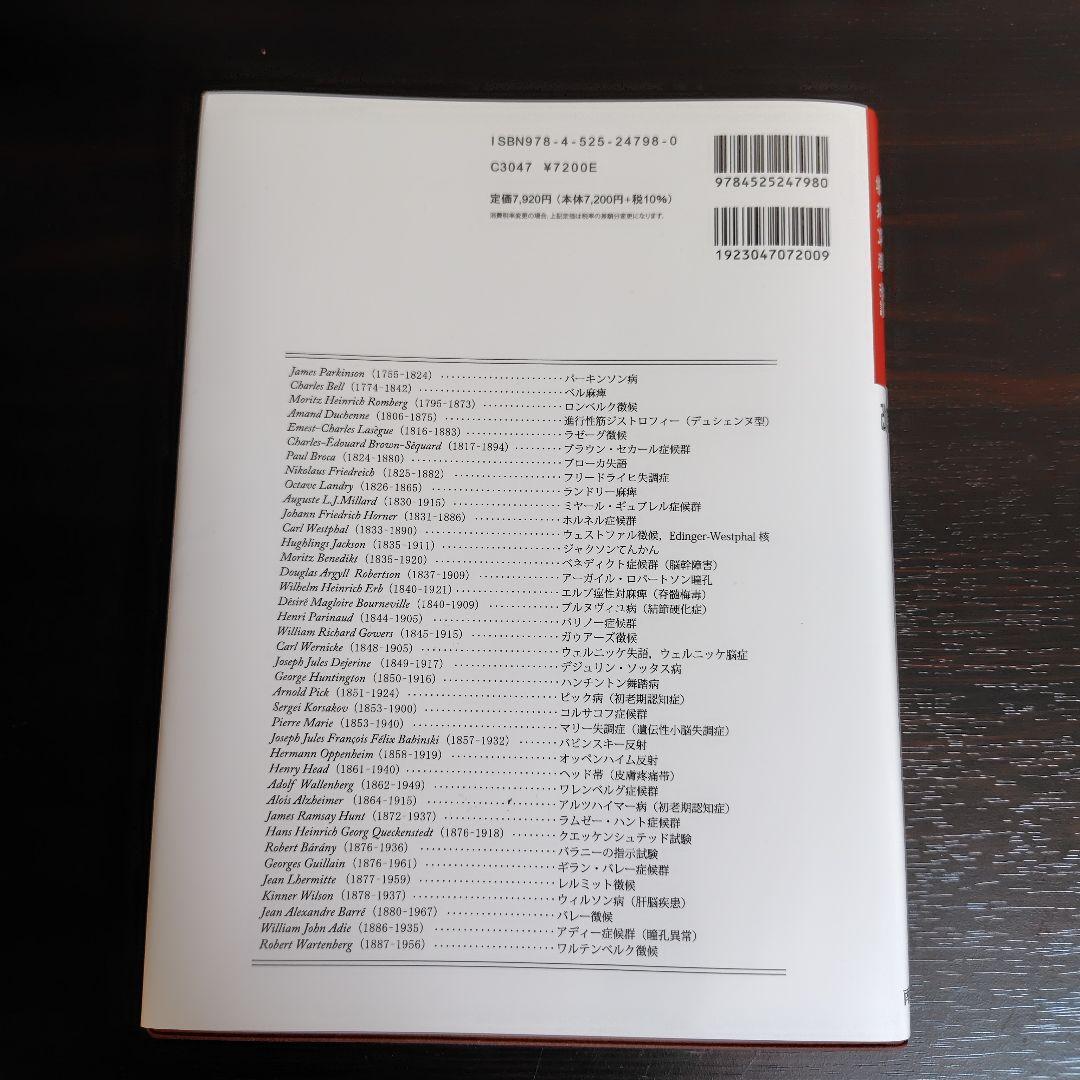 ISBN978-4-525-24798-0
C3047 ¥7200E
定価7,920円(本体7,200円+税10%)
消費税率変更の場合,上記定価は税率の差額分変更になります.
9784525247980
1923047072009
James Parkinson (1755-1824) ······················ パーキンソン病
Charles Bell (1774-1842) ························ ベル麻痺
Moritz Heinrich Romberg (1795-1873) ·············· ロンベルク徴候
Amand Duchenne (1806-1875) ···················· 進行性筋ジストロフィー(デュシェンヌ型)
Emest-Charles Lasègue (1816-1883) ················ ラゼーグ徴候
Charles-Édouard Brown-Séquard (1817-1894) ········ ブラウン・セカール症候群
Paul Broca (1824-1880) ························· ブローカ失語
Nikolaus Friedreich (1825-1882) ··················· フリードライヒ失調症
Octave Landry (1826-1865) ······················ ランドリー麻痺
Auguste L.J.Millard (1830-1915) ··················· ミヤール・ギュブレル症候群
Johann Friedrich Horner (1831-1886) ··············· ホルネル症候群
Carl Westphal (1833-1890) ······················· ウェストファル徴候, Edinger-Westphal 核
Hughlings Jackson (1835-1911) ···················· ジャクソンてんかん
Moritz Benedikt (1835-1920) ····················· ベネディクト症候群(脳幹障害)
Douglas Argyll Robertson (1837-1909) ·············· アーガイル・ロバートソン瞳孔
Wilhelm Heinrich Erb (1840-1921) ················· エルブ痙性対麻痺(脊髄梅毒)
Désiré Magloire Bourneville (1840-1909) ············ ブルヌヴィユ病(結節硬化症)
Henri Parinaud (1844-1905) ······················ パリノー症候群
William Richard Gowers (1845-1915) ··············· ガゥアーズ徴候
Carl Wernicke (1848-1905) ······················· ウェルニッケ失語, ウェルニッケ脳症
Joseph Jules Dejerine (1849-1917) ·················· デジュリン・ソッタス病
George Huntington (1850-1916) ··················· ハンチントン舞踏病
Arnold Pick (1851-1924) ························· ピック病(初老期認知症)
Sergei Korsakov (1853-1900) ······················ コルサコフ症候群
Pierre Marie (1853-1940) ························ マリー失調症(遺伝性小脳失調症)
Joseph Jules François Félix Babinski (1857-1932) ······· バビンスキー反射
Hermann Oppenheim (1858-1919) ·················· オッペンハイム反射
Henry Head (1861-1940) ························· ヘッド帯(皮膚疼痛帯)
Adolf Wallenberg (1862-1949) ····················· ワレンベルグ症候群
Alois Alzheimer (1864-1915) ····················· アルツハイマー病(初老期認知症)
James Ramsay Hunt (1872-1937) ··················· ラムゼー・ハント症候群
Hans Heinrich Georg Queckenstedt (1876-1918) ········ クエッケンシュテッド試験
Robert Bárány (1876-1936) ······················ バラニーの指示試験
Georges Guillain (1876-1961) ····················· ギラン・バレー症候群
Jean Lhermitte (1877-1959) ······················ レルミット徴候
Kinner Wilson (1878-1937) ······················· ウィルソン病(肝脳疾患)
Jean Alexandre Barré (1880-1967) ·················· バレー徴候
William John Adie (1886-1935) ···················· アディー症候群(瞳孔異常)
Robert Wartenberg (1887-1956) ··················· ワルテンベルク徴候